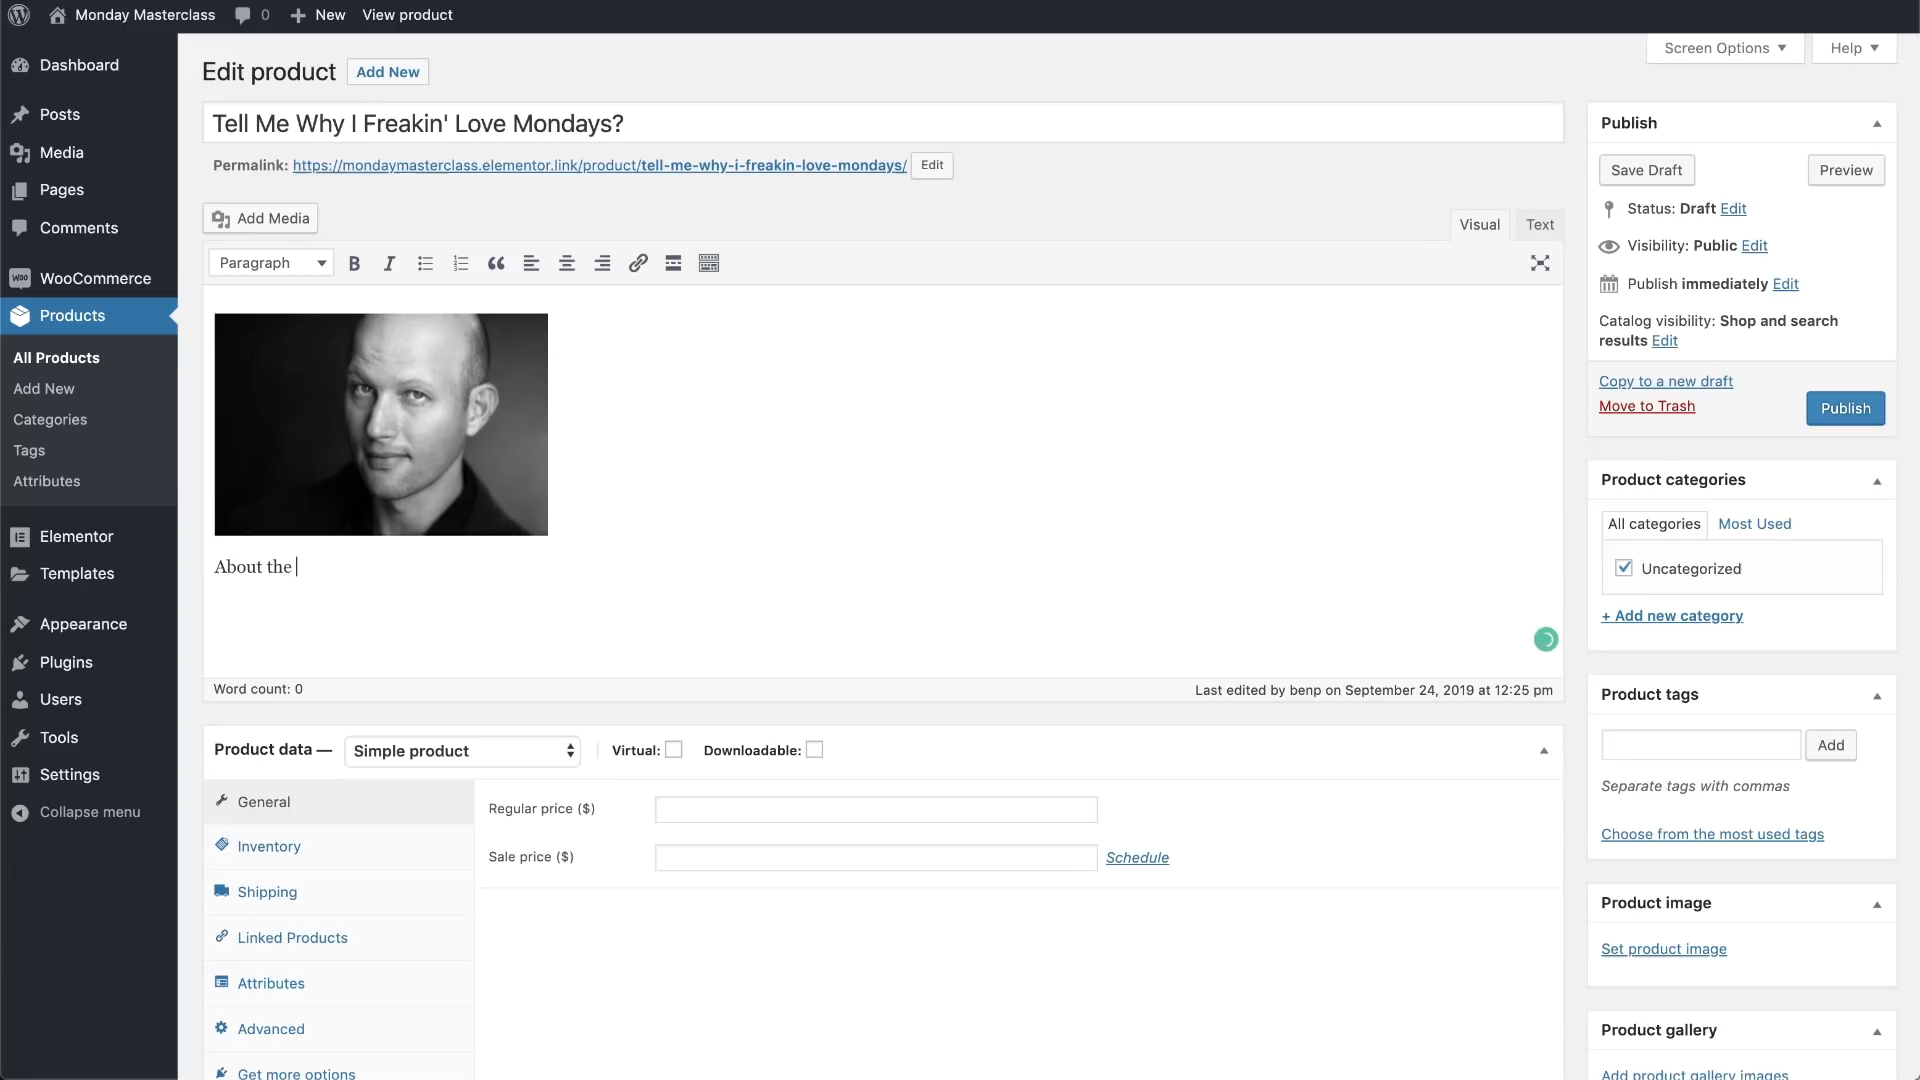 Monday Masterclass 0 New View product
Screen Options Help
Dashboard
Posts
Media
Pages
Comments
WooCommerce
Products
All Products
Add New
Categories
Tags
Attributes
Elementor
Templates
Appearance
Plugins
Users
Tools
Settings
Collapse menu
Edit product Add New
Tell Me Why I Freakin' Love Mondays?
Permalink: https://mondaymasterclass.elementor.link/product/tell-me-why-i-freakin-love-mondays/ Edit
Add Media
Visual Text
Paragraph B I
About the
Word count: 0 Last edited by benp on September 24, 2019 at 12:25 pm
Product data — Simple product Virtual: Downloadable:
General
Inventory
Shipping
Linked Products
Attributes
Advanced
Get more options
Regular price ($)
Sale price ($) Schedule
Publish
Save Draft Preview
Status: Draft Edit
Visibility: Public Edit
Publish immediately Edit
Catalog visibility: Shop and search
results Edit
Copy to a new draft
Move to Trash Publish
Product categories
All categories Most Used
Uncategorized
+ Add new category
Product tags
Add
Separate tags with commas
Choose from the most used tags
Product image
Set product image
Product gallery
Add product gallery images